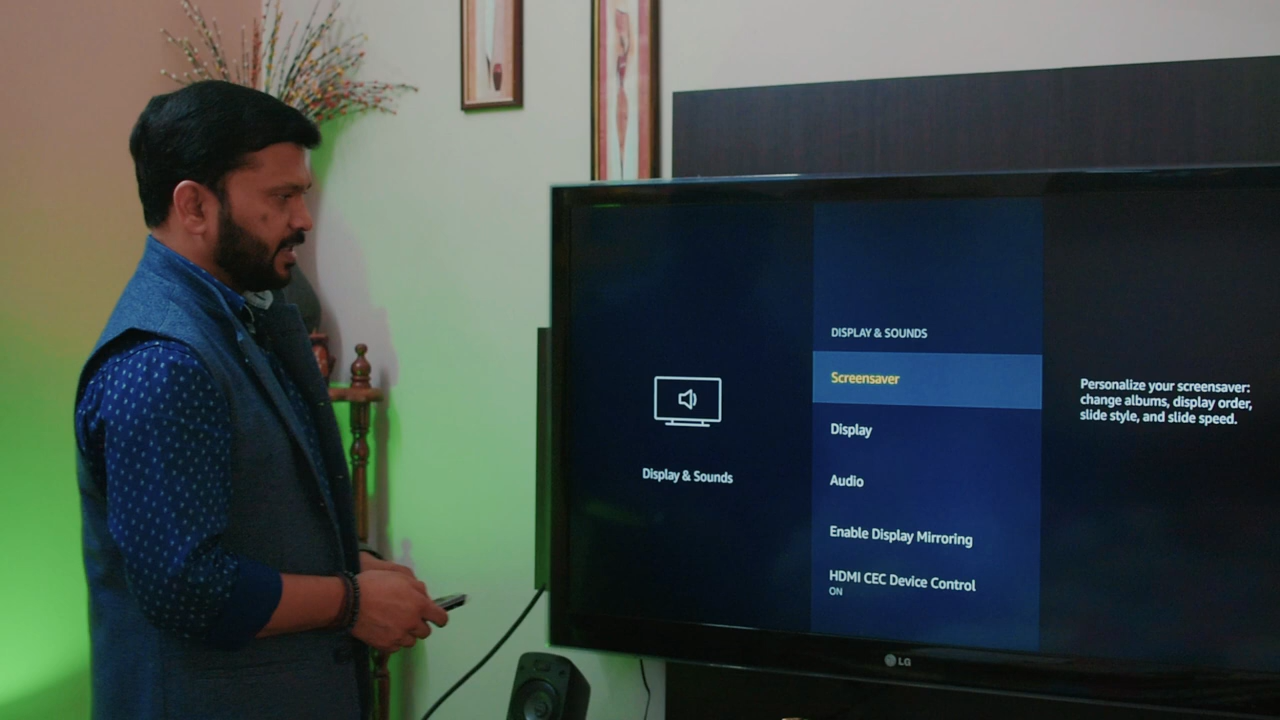 DISPLAY & SOUNDS
Screensaver
Display
Audio
Enable Display Mirroring
HDMI CEC Device Control
ON
Display & Sounds
Personalize your screensaver:
change albums, display order,
slide style, and slide speed.
LG